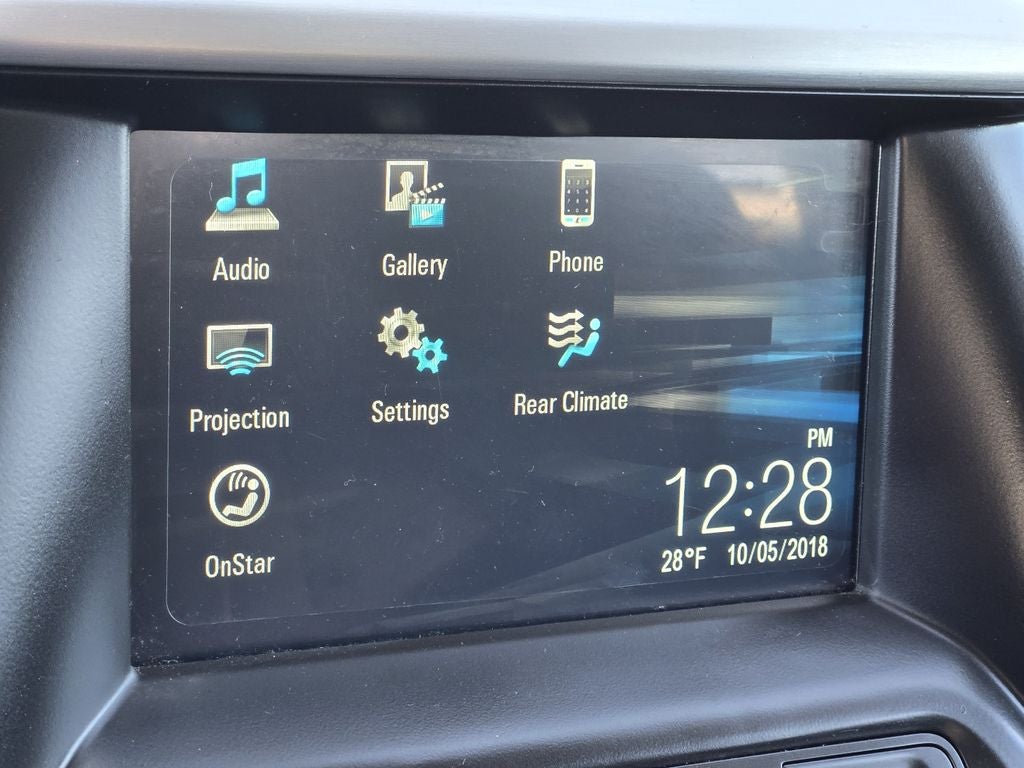 Audio
Gallery
Phone
Projection
Settings
Rear Climate
OnStar
PM
12:28
28°F 10/05/2018